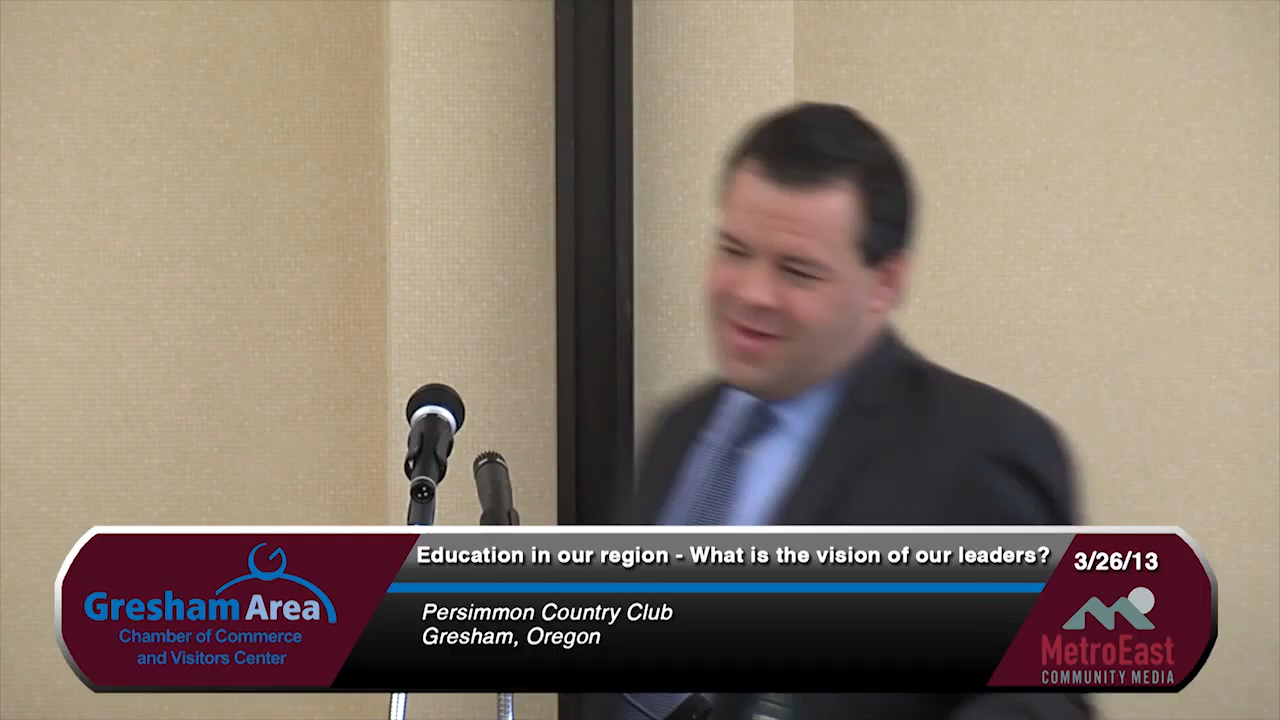 Education in our region - What is the vision of our leaders?
3/26/13
Gresham Area
Chamber of Commerce
and Visitors Center
Persimmon Country Club
Gresham, Oregon
MetroEast
COMMUNITY MEDIA